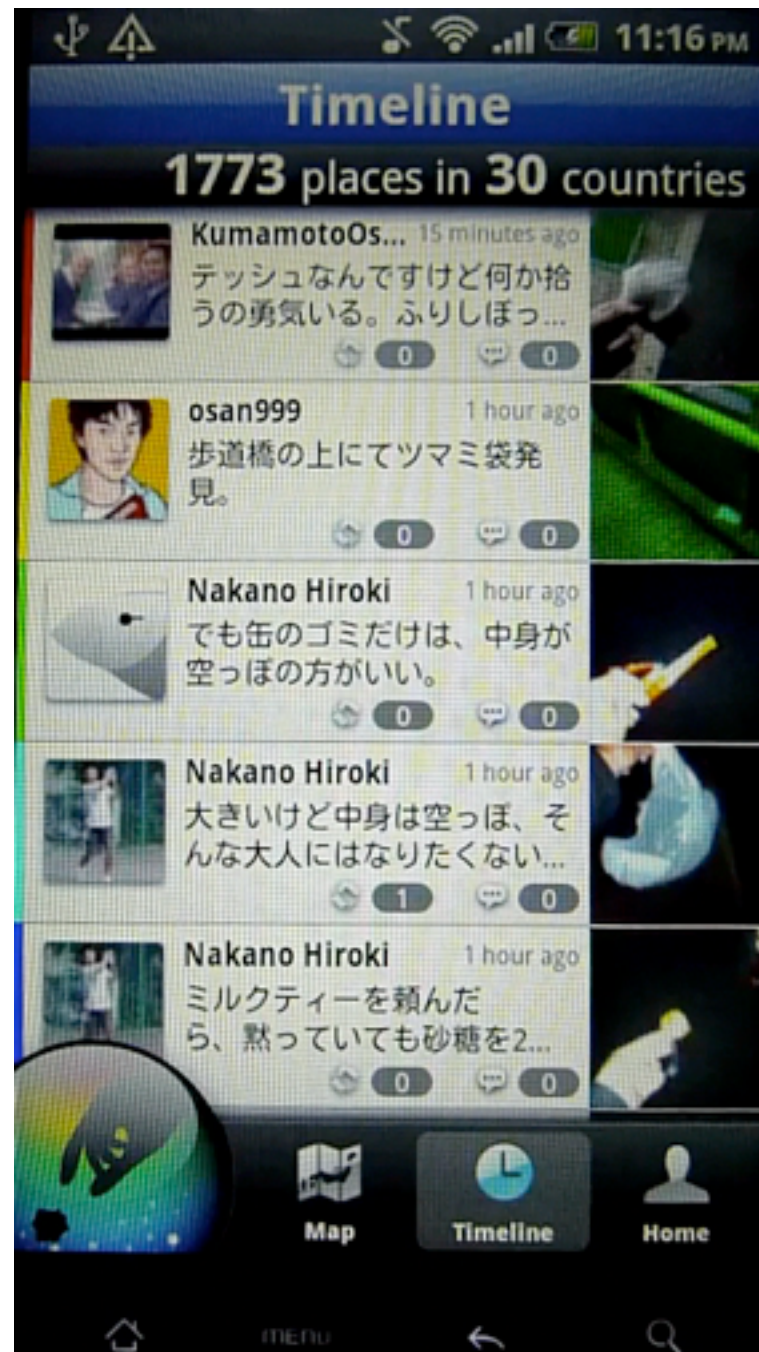 11:16 PM
Timeline
1773 places in 30 countries
KumamotoOs... 15 minutes ago
テッシュなんですけど何か拾
うの勇気いる。ふりしぼっ...
0 0
osan999 1 hour ago
歩道橋の上にてツマミ袋発
見。
0 0
Nakano Hiroki 1 hour ago
でも缶のゴミだけは、中身が
空っぽの方がいい。
0 0
Nakano Hiroki 1 hour ago
大きいけど中身は空っぽ、そ
んな大人にはなりたくない...
1 0
Nakano Hiroki 1 hour ago
ミルクティーを頼んだ
ら、黙っていても砂糖を2...
0 0
Map Timeline Home
menu